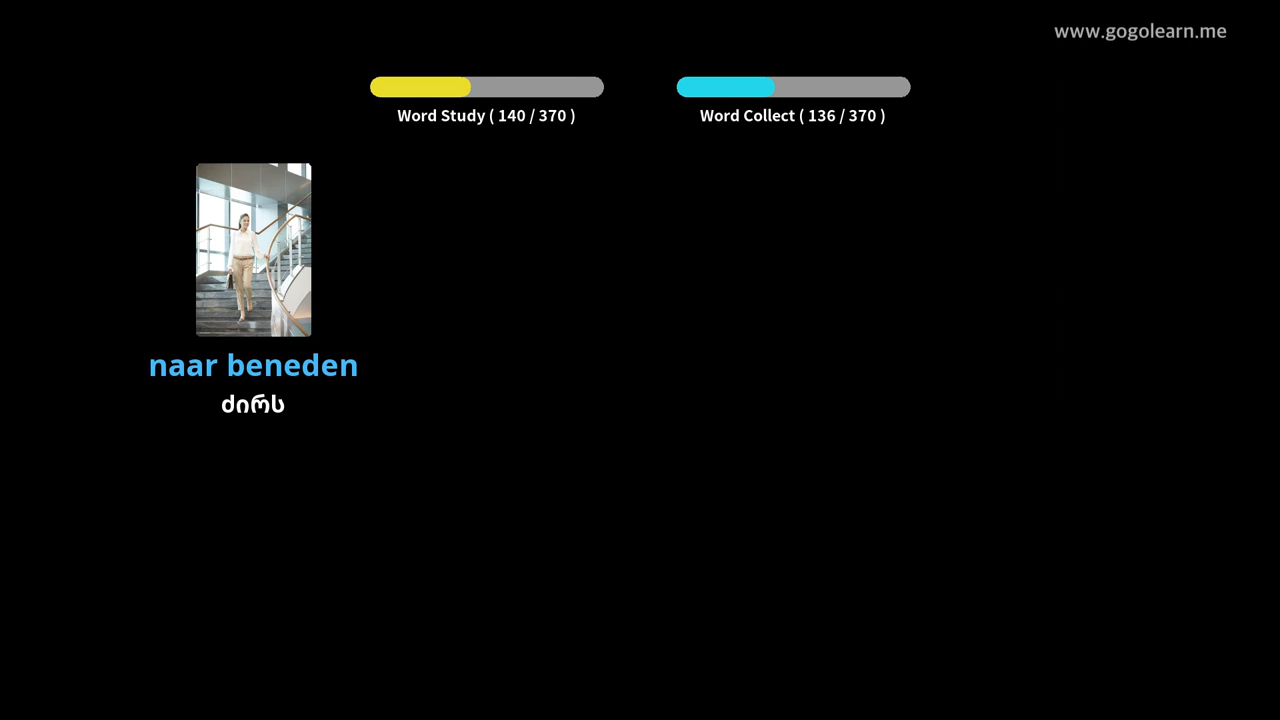 www.gogolearn.me
Word Study ( 140 / 370 )
Word Collect ( 136 / 370 )
naar beneden
ძირს